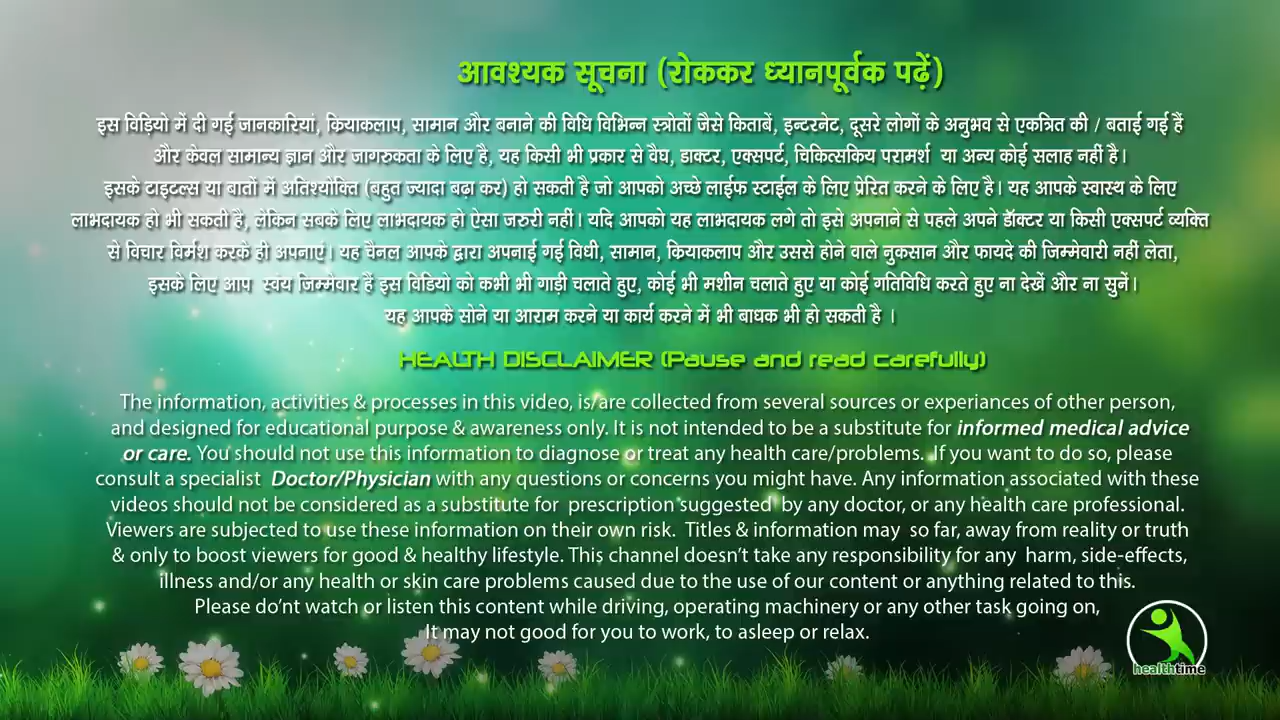 आवश्यक सूचना (रोककर ध्यानपूर्वक पढ़ें)
इस विड़ियो में दी गई जानकारियां, क्रियाकलाप, सामान और बनाने की विधि विभिन्न स्त्रोतों जैसे किताबें, इन्टरनेट, दूसरे लोगों के अनुभव से एकत्रित की / बताई गई हैं
और केवल सामान्य ज्ञान और जागरुकता के लिए है, यह किसी भी प्रकार से वैघ, डाक्टर, एक्सपर्ट, चिकित्सकिय परामर्श या अन्य कोई सलाह नहीं है।
इसके टाइटल्स या बातों में अतिश्योक्ति (बहुत ज्यादा बढ़ा कर) हो सकती है जो आपको अच्छे लाईफ स्टाईल के लिए प्रेरित करने के लिए है। यह आपके स्वास्थ के लिए
लाभदायक हो भी सकती है, लेकिन सबके लिए लाभदायक हो ऐसा जरुरी नहीं। यदि आपको यह लाभदायक लगे तो इसे अपनाने से पहले अपने डॉक्टर या किसी एक्सपर्ट व्यक्ति
से विचार विर्मश करके ही अपनाएं। यह चैनल आपके द्वारा अपनाई गई विधी, सामान, क्रियाकलाप और उससे होने वाले नुकसान और फायदे की जिम्मेवारी नहीं लेता,
इसके लिए आप स्वंय जिम्मेवार हैं इस विडियो को कभी भी गाड़ी चलाते हुए, कोई भी मशीन चलाते हुए या कोई गतिविधि करते हुए ना देखें और ना सुनें।
यह आपके सोने या आराम करने या कार्य करने में भी बाधक भी हो सकती है ।
HEALTH DISCLAIMER (Pause and read carefully)
The information, activities & processes in this video, is/are collected from several sources or experiances of other person,
and designed for educational purpose & awareness only. It is not intended to be a substitute for informed medical advice
or care. You should not use this information to diagnose or treat any health care/problems. If you want to do so, please
consult a specialist Doctor/Physician with any questions or concerns you might have. Any information associated with these
videos should not be considered as a substitute for prescription suggested by any doctor, or any health care professional.
Viewers are subjected to use these information on their own risk. Titles & information may so far, away from reality or truth
& only to boost viewers for good & healthy lifestyle. This channel doesn't take any responsibility for any harm, side-effects,
illness and/or any health or skin care problems caused due to the use of our content or anything related to this.
Please do'nt watch or listen this content while driving, operating machinery or any other task going on,
It may not good for you to work, to asleep or relax.
healthtime